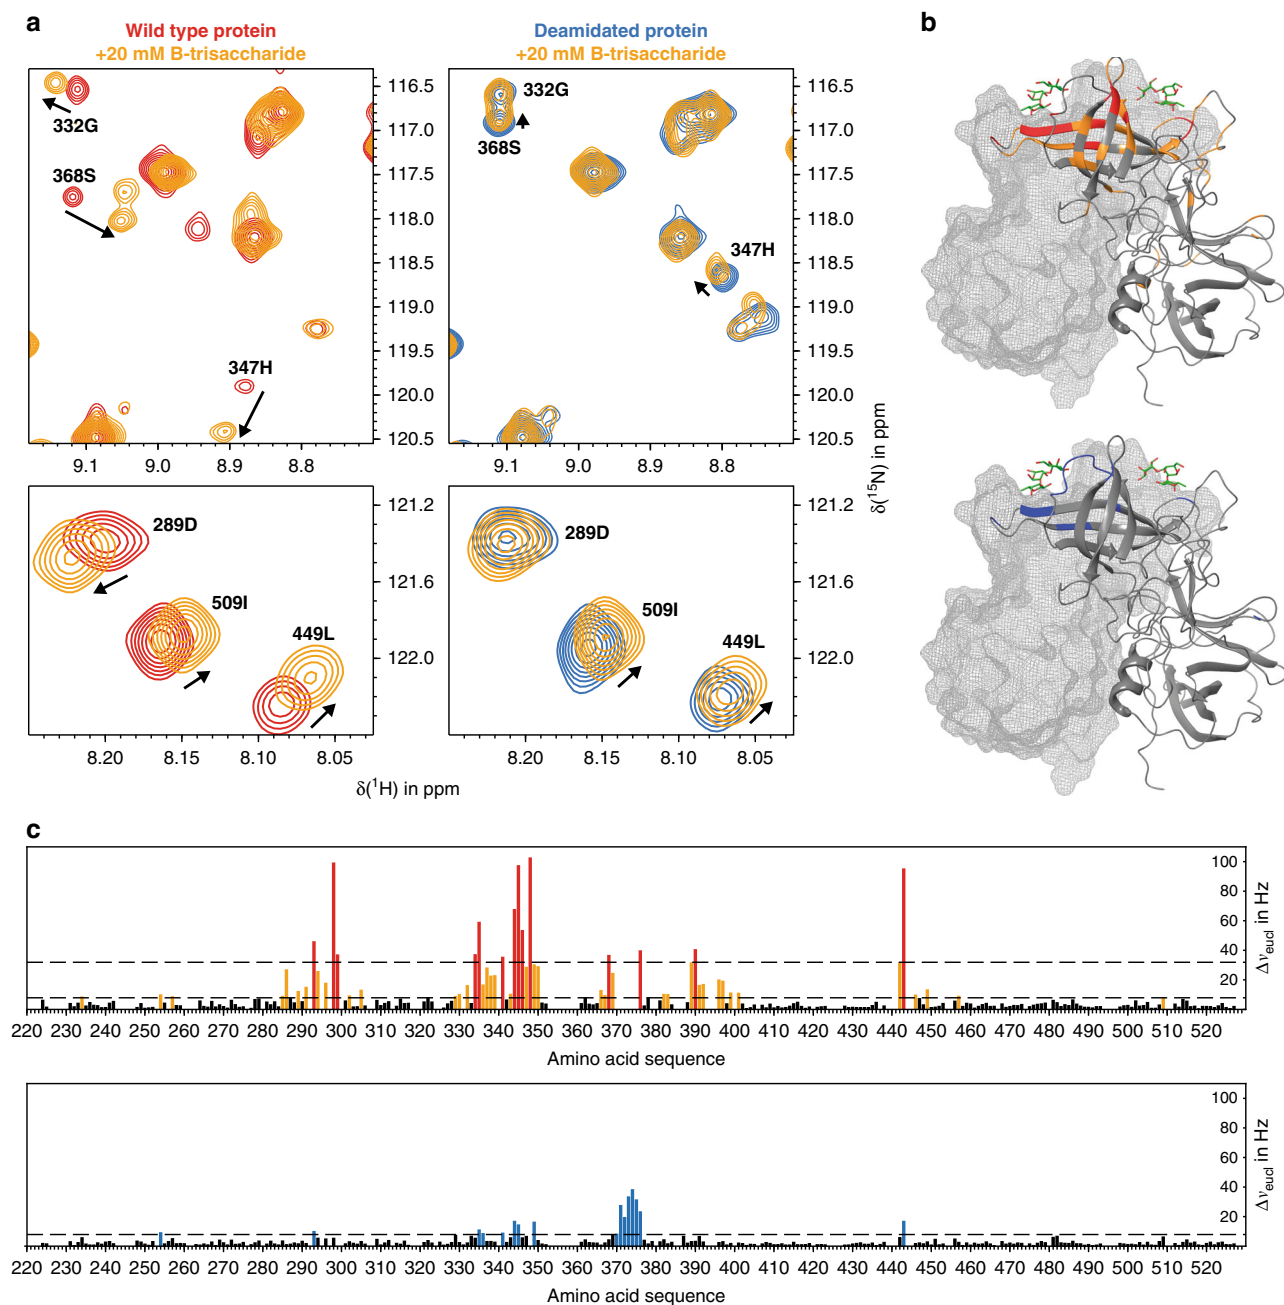 a
b
Wild type protein
+20 mM B-trisaccharide
Deamidated protein
+20 mM B-trisaccharide
332G
368S
347H
116.5
117.0
117.5
118.0
118.5
119.0
119.5
120.0
120.5
9.1 9.0 8.9 8.8
332G
368S
347H
116.5
117.0
117.5
118.0
118.5
119.0
119.5
120.0
120.5
9.1 9.0 8.9 8.8
δ(15N) in ppm
289D
509I
449L
121.2
121.6
122.0
8.20 8.15 8.10 8.05
289D
509I
449L
121.2
121.6
122.0
8.20 8.15 8.10 8.05
δ(1H) in ppm
c
100
80
60
40
20
Δνeucl in Hz
220 230 240 250 260 270 280 290 300 310 320 330 340 350 360 370 380 390 400 410 420 430 440 450 460 470 480 490 500 510 520
Amino acid sequence
100
80
60
40
20
Δνeucl in Hz
220 230 240 250 260 270 280 290 300 310 320 330 340 350 360 370 380 390 400 410 420 430 440 450 460 470 480 490 500 510 520
Amino acid sequence